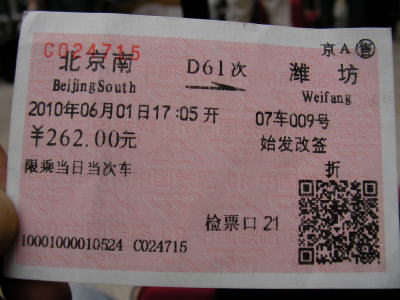 C024715
京A 售
北京南 D61次 潍坊
BeijingSouth Weifang
2010年06月01日17:05开 07车009号
¥262.00元 始发改签
限乘当日当次车 折
检票口 21
10001000010524 C024715